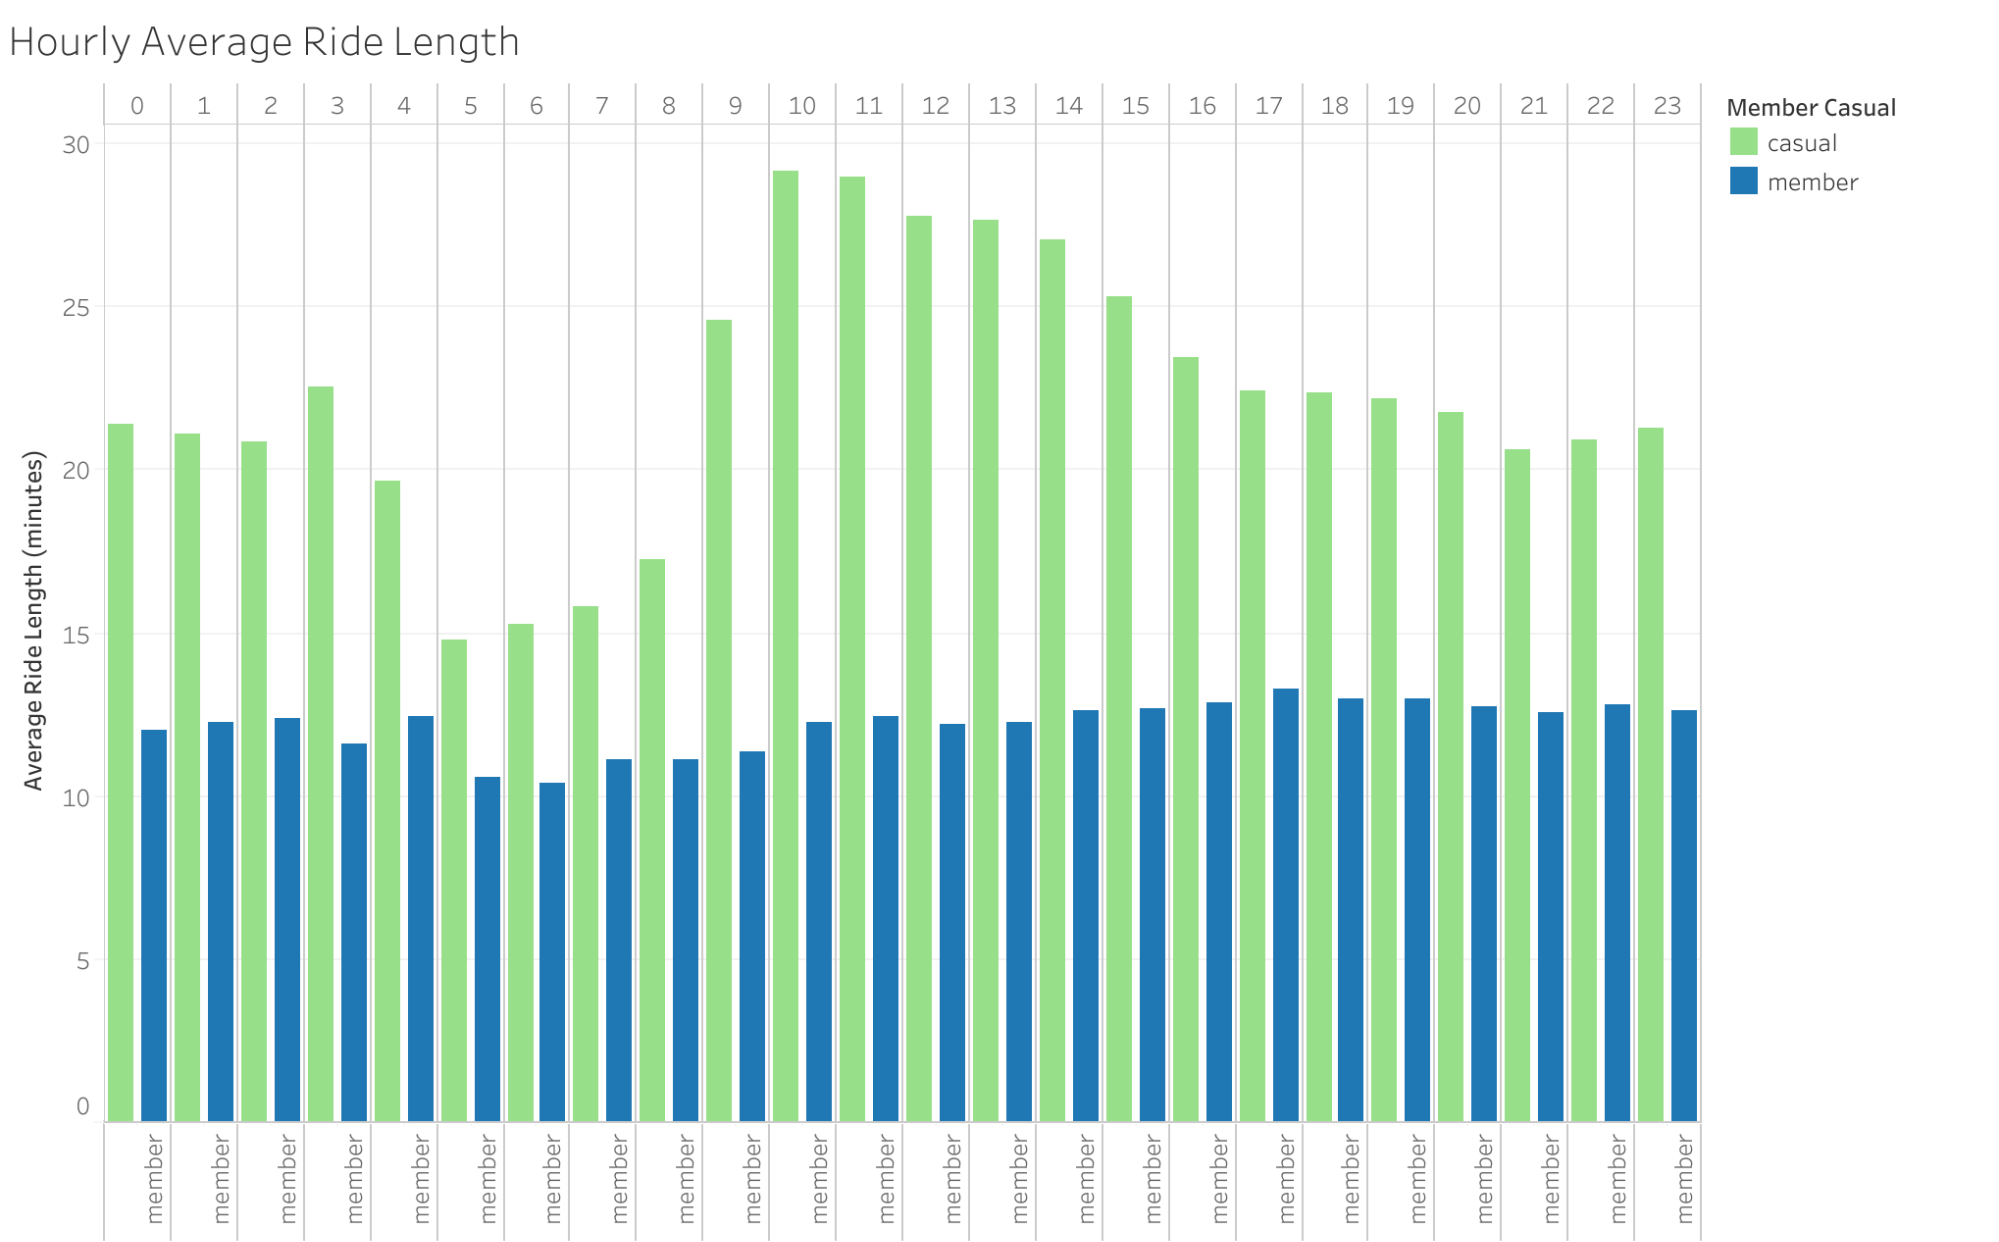 Hourly Average Ride Length
0 1 2 3 4 5 6 7 8 9 10 11 12 13 14 15 16 17 18 19 20 21 22 23
Member Casual
casual
member
Average Ride Length (minutes)
30
25
20
15
10
5
0
member member member member member member member member member member member member member member member member member member member member member member member member